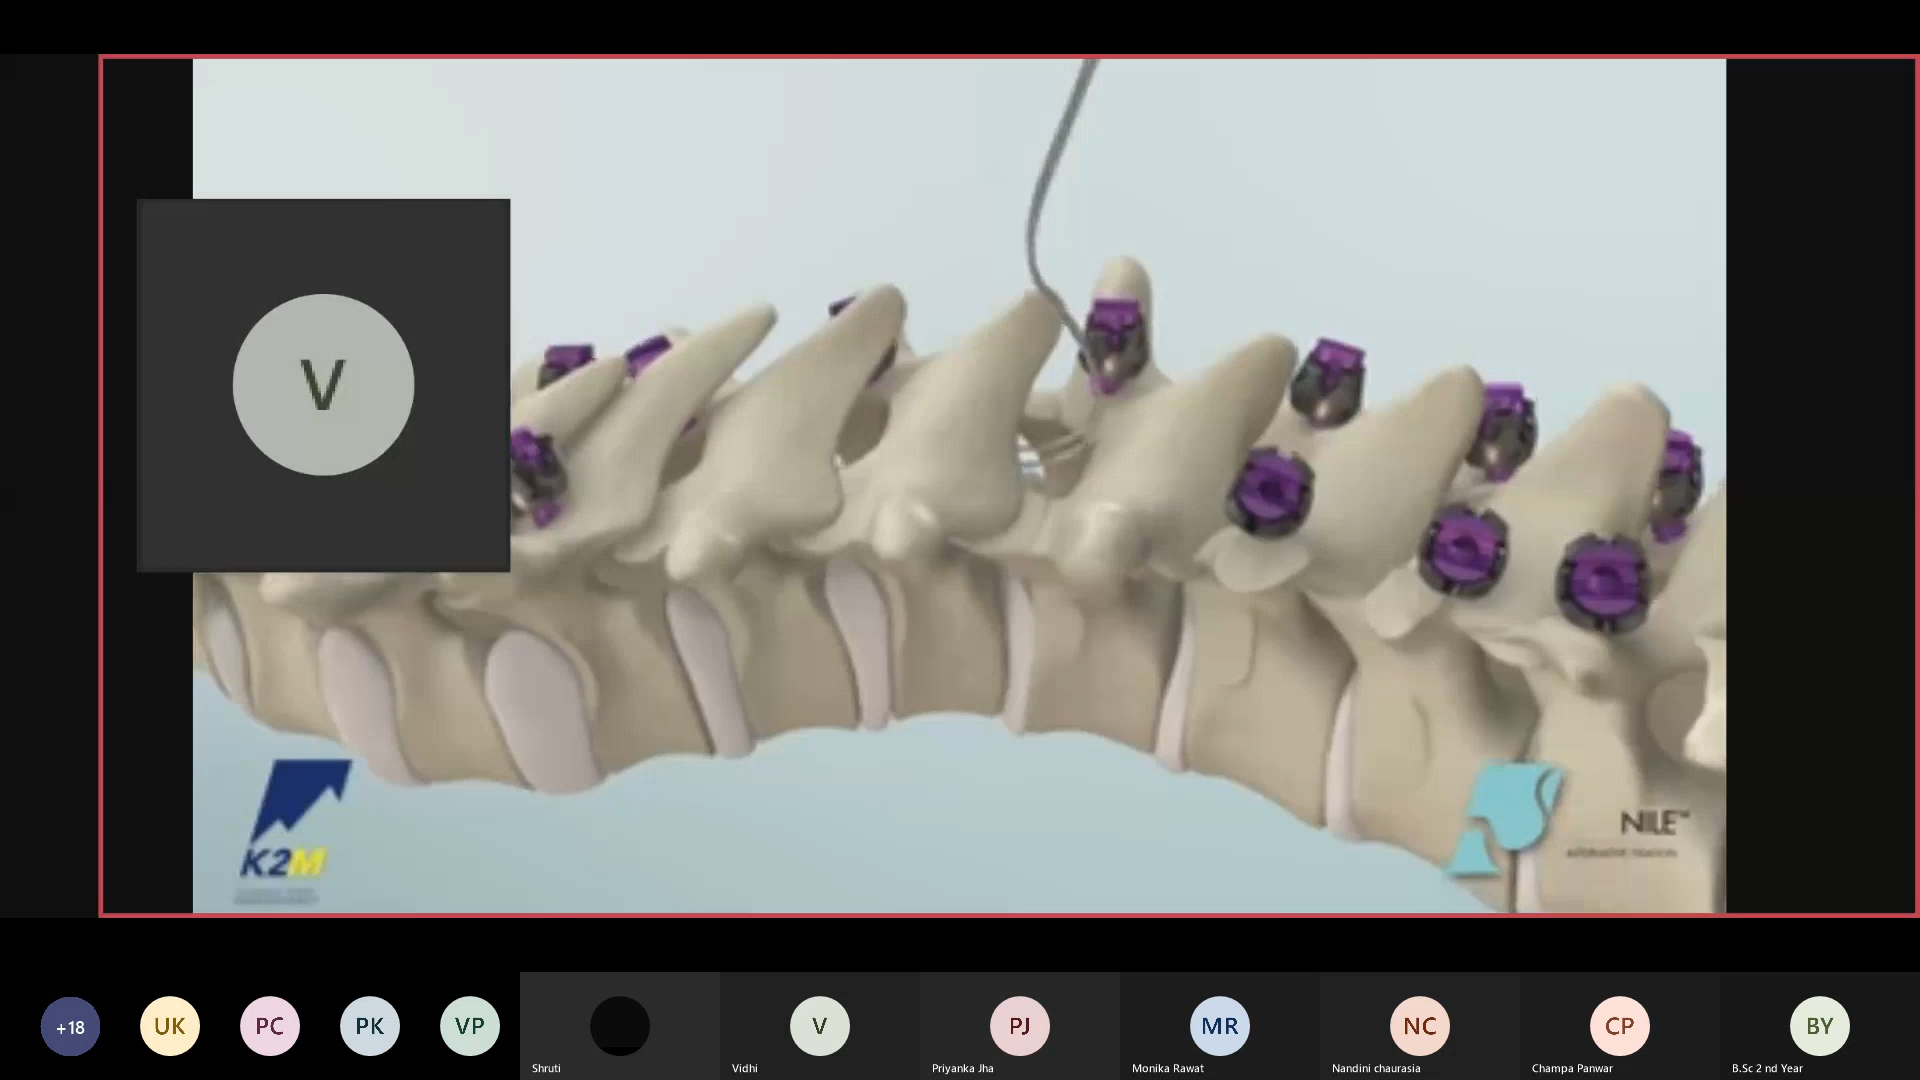 V
K2M
NILE™
+18
UK
PC
PK
VP
V
PJ
MR
NC
CP
BY
Shruti
Vidhi
Priyanka Jha
Monika Rawat
Nandini chaurasia
Champa Panwar
B.Sc 2 nd Year